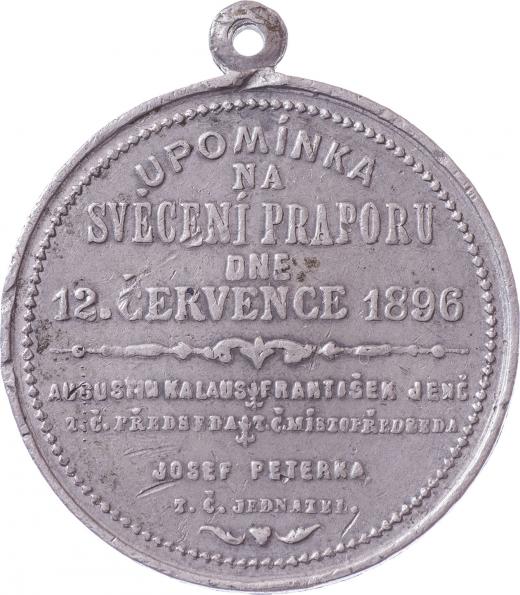 UPOMÍNKA
NA
SVĚCENÍ PRAPORU
DNE
12. ČERVENCE 1896
AUGUSTIN KALAUS FRANTIŠEK JENČ
T. Č. PŘEDSEDA T. Č. MÍSTOPŘEDSEDA
JOSEF PETERKA
T. Č. JEDNATEL.